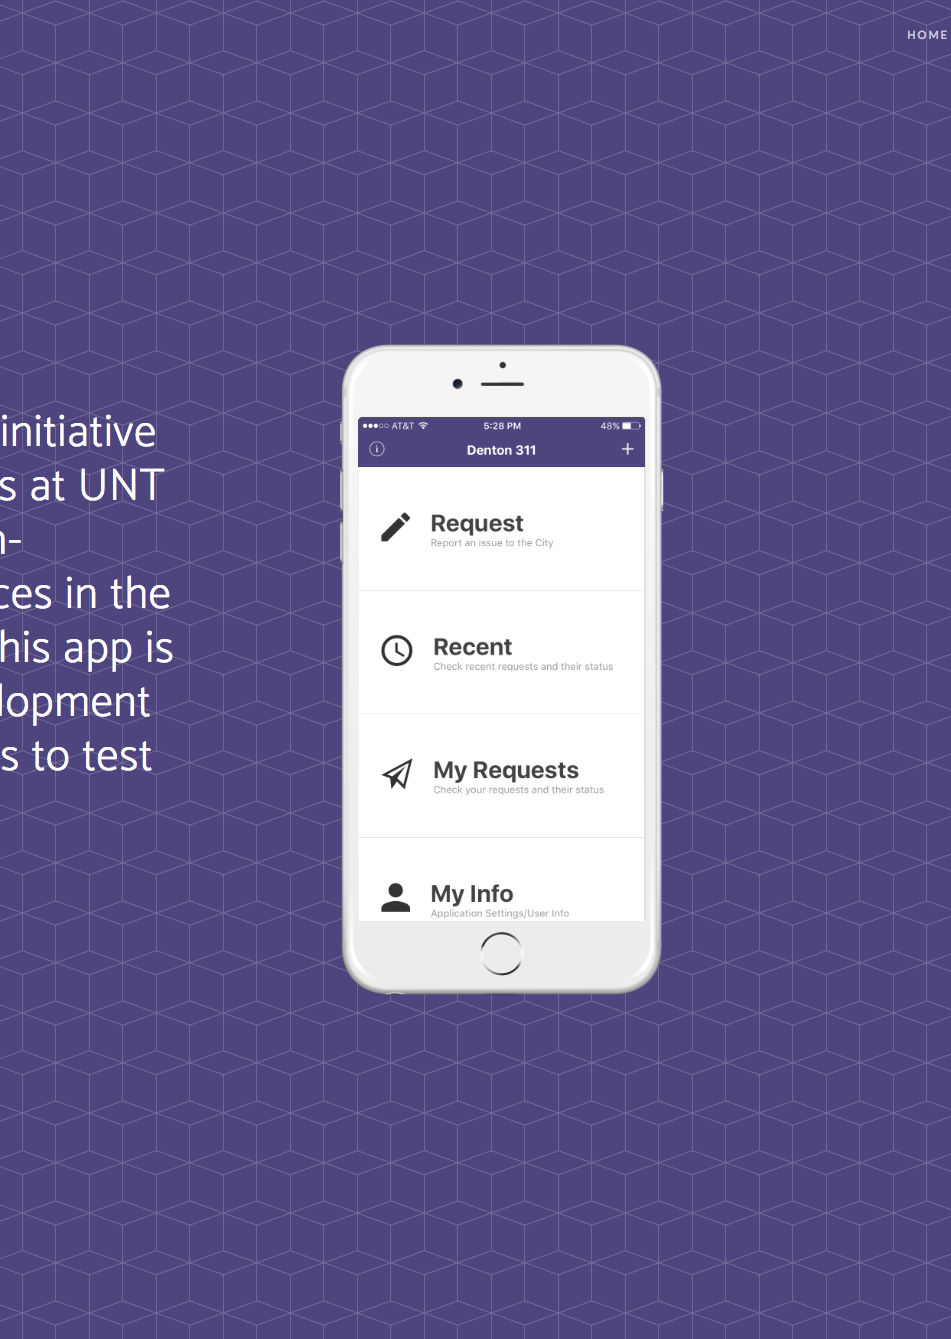 HOME
initiative
s at UNT
n-
ces in the
his app is
lopment
s to test
AT&T 5:28 PM 48%
Denton 311 +
Request
Report an issue to the City
Recent
Check recent requests and their status
My Requests
Check your requests and their status
My Info
Application Settings/User Info